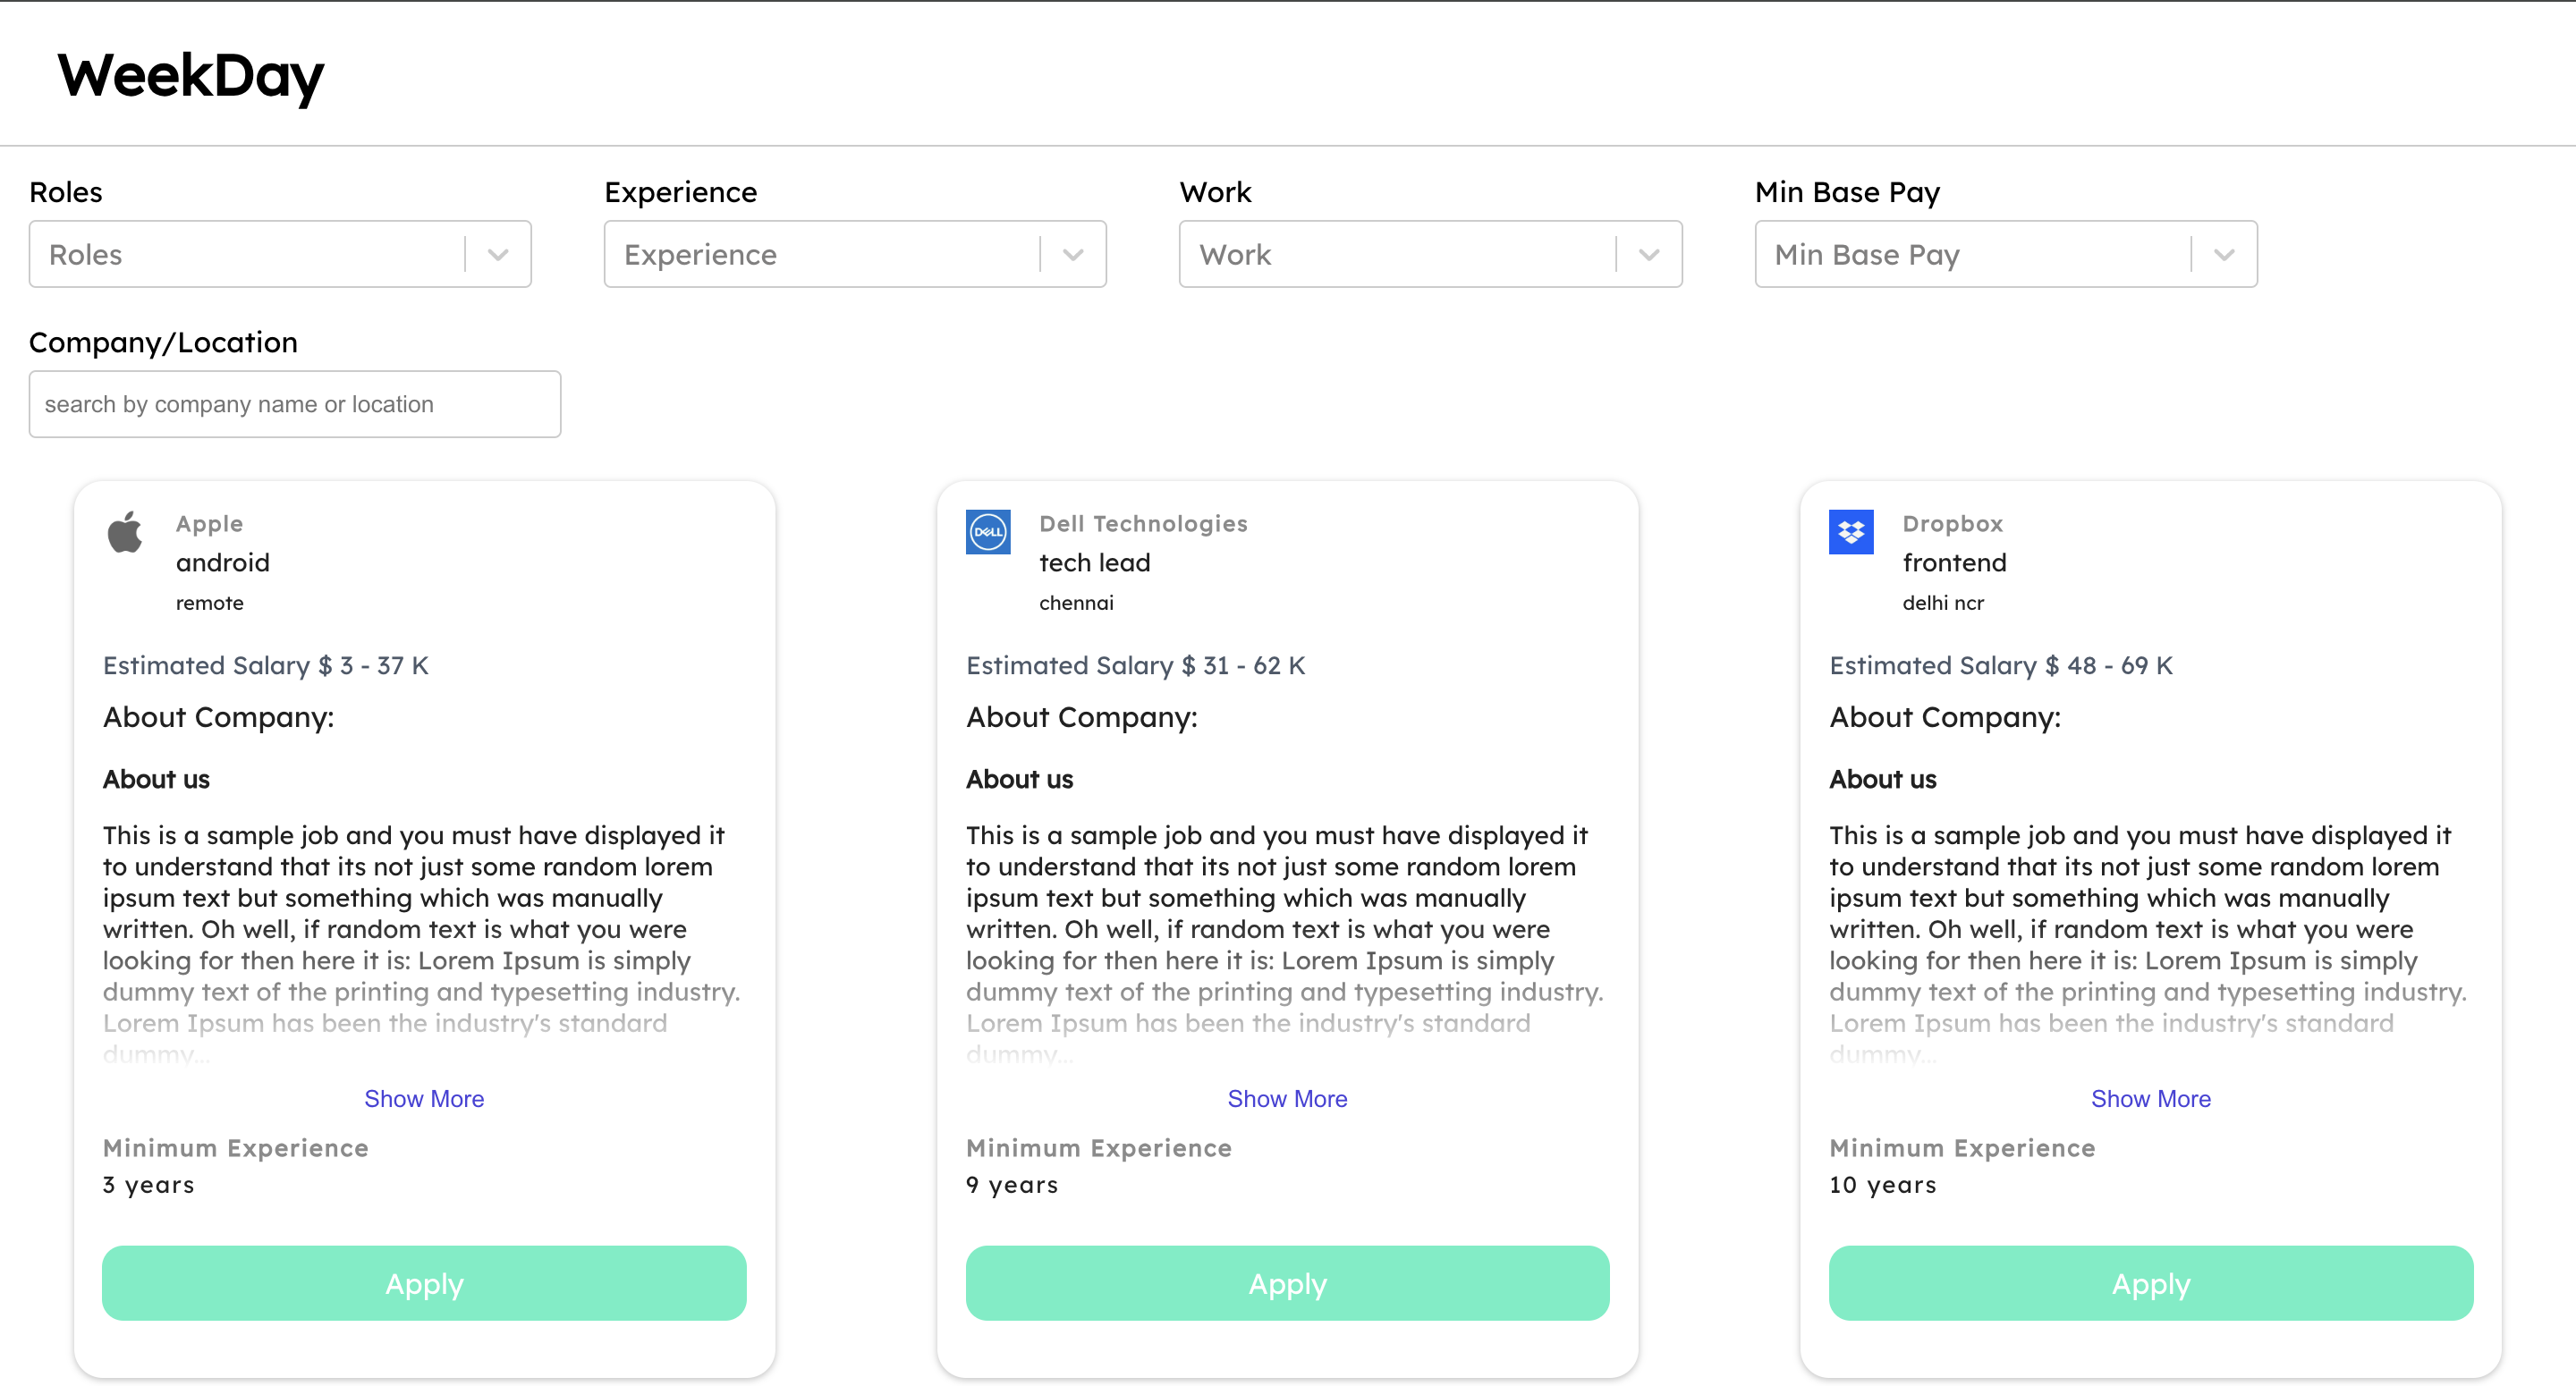 WeekDay
Roles
Experience
Work
Min Base Pay
Roles
Experience
Work
Min Base Pay
Company/Location
search by company name or location
Apple
android
remote
Estimated Salary $ 3 - 37 K
About Company:
About us
This is a sample job and you must have displayed it
to understand that its not just some random lorem
ipsum text but something which was manually
written. Oh well, if random text is what you were
looking for then here it is: Lorem Ipsum is simply
dummy text of the printing and typesetting industry.
Lorem Ipsum has been the industry's standard
dummy...
Show More
Minimum Experience
3 years
Apply
DELL
Dell Technologies
tech lead
chennai
Estimated Salary $ 31 - 62 K
About Company:
About us
This is a sample job and you must have displayed it
to understand that its not just some random lorem
ipsum text but something which was manually
written. Oh well, if random text is what you were
looking for then here it is: Lorem Ipsum is simply
dummy text of the printing and typesetting industry.
Lorem Ipsum has been the industry's standard
dummy...
Show More
Minimum Experience
9 years
Apply
Dropbox
frontend
delhi ncr
Estimated Salary $ 48 - 69 K
About Company:
About us
This is a sample job and you must have displayed it
to understand that its not just some random lorem
ipsum text but something which was manually
written. Oh well, if random text is what you were
looking for then here it is: Lorem Ipsum is simply
dummy text of the printing and typesetting industry.
Lorem Ipsum has been the industry's standard
dummy...
Show More
Minimum Experience
10 years
Apply